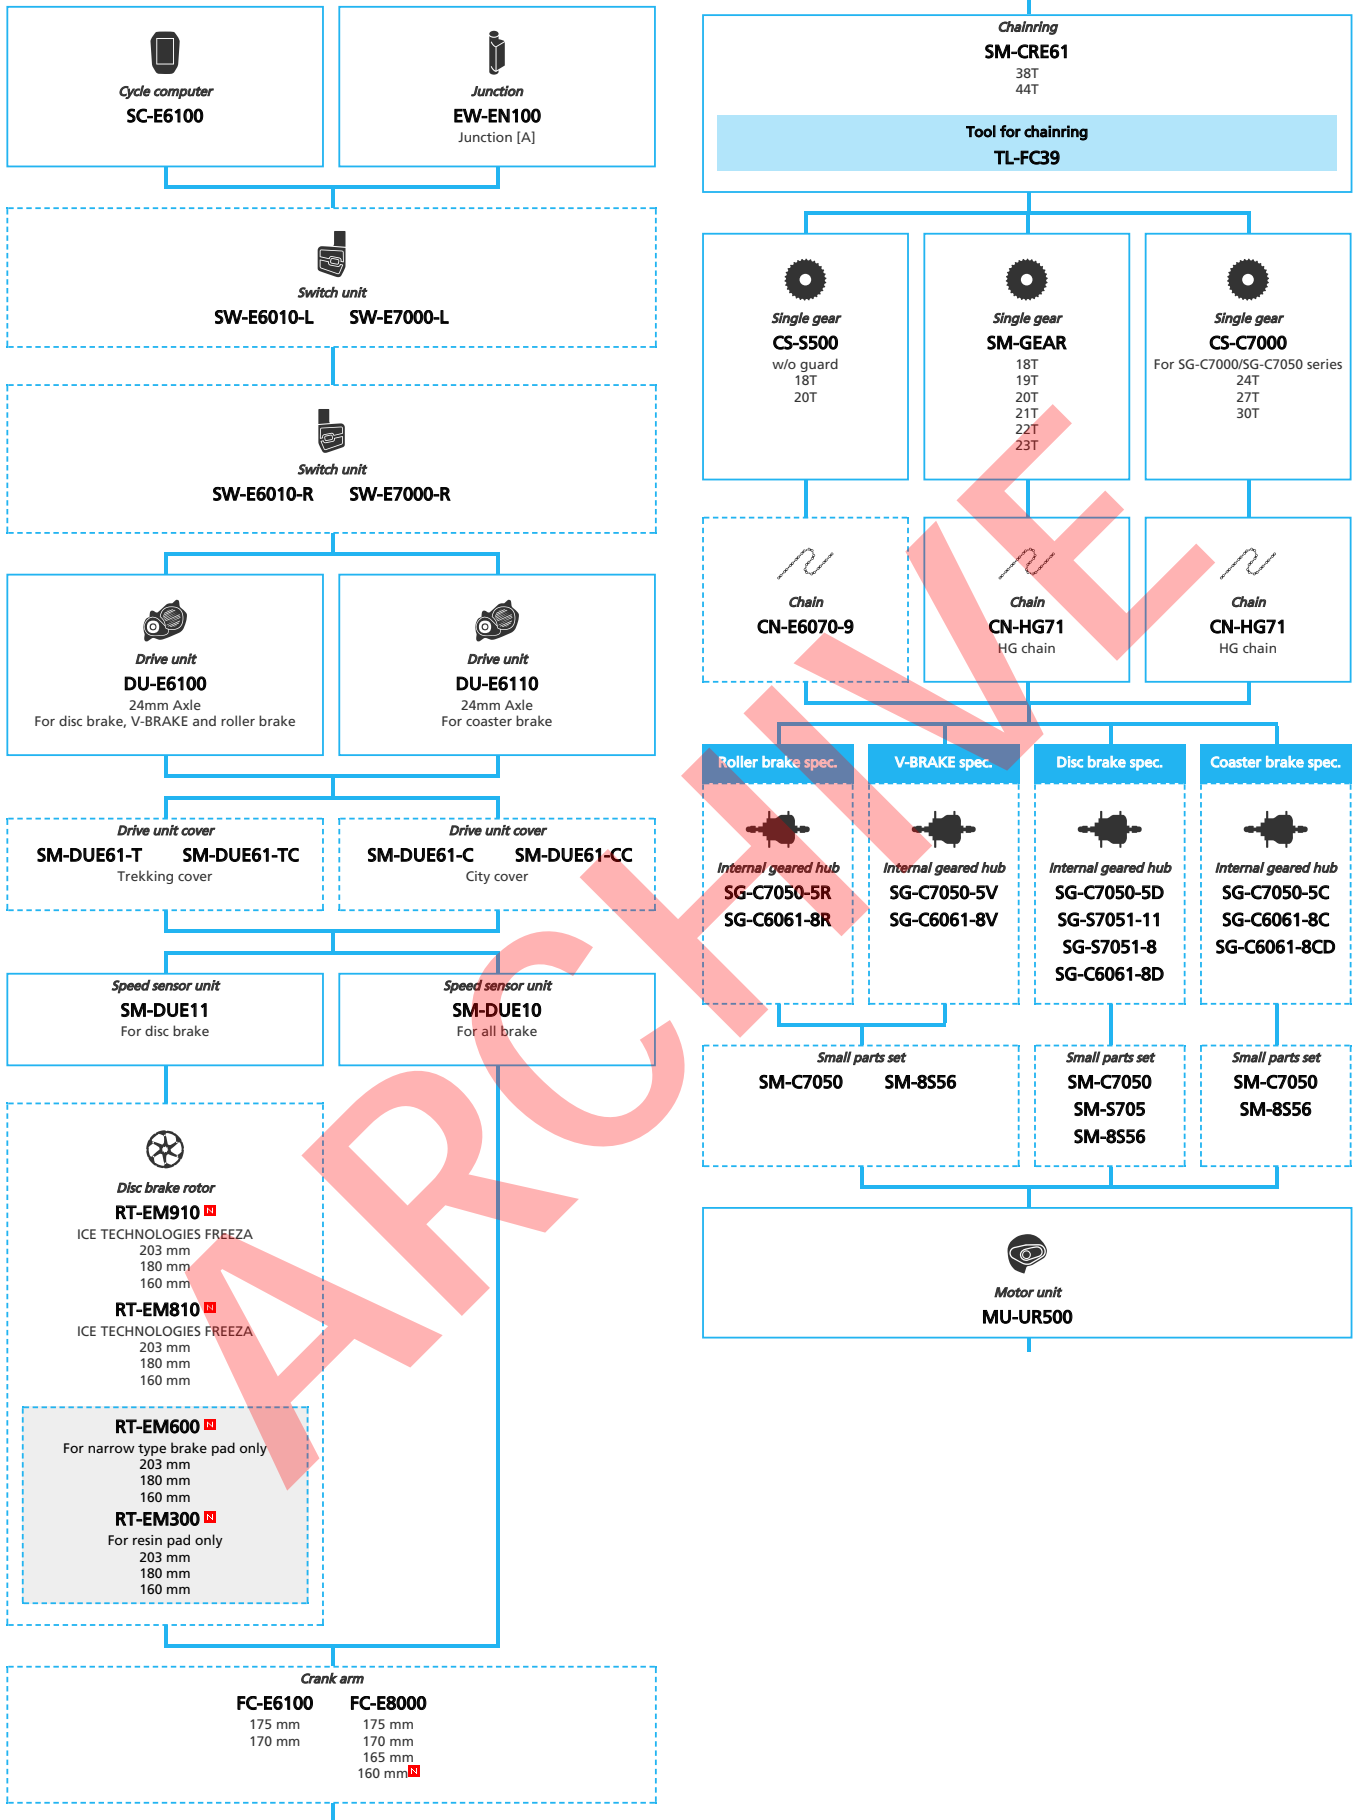 Cycle computer
SC-E6100
Junction
EW-EN100
Junction [A]
Switch unit
SW-E6010-L SW-E7000-L
Switch unit
SW-E6010-R SW-E7000-R
Drive unit
DU-E6100
24mm Axle
For disc brake, V-BRAKE and roller brake
Drive unit
DU-E6110
24mm Axle
For coaster brake
Drive unit cover
SM-DUE61-T SM-DUE61-TC
Trekking cover
Drive unit cover
SM-DUE61-C SM-DUE61-CC
City cover
Speed sensor unit
SM-DUE11
For disc brake
Speed sensor unit
SM-DUE10
For all brake
Disc brake rotor
RT-EM910 N
ICE TECHNOLOGIES FREEZA
203 mm
180 mm
160 mm
RT-EM810 N
ICE TECHNOLOGIES FREEZA
203 mm
180 mm
160 mm
RT-EM600 N
For narrow type brake pad only
203 mm
180 mm
160 mm
RT-EM300 N
For resin pad only
203 mm
180 mm
160 mm
Crank arm
FC-E6100
175 mm
170 mm
FC-E8000
175 mm
170 mm
165 mm
160 mm N
Chainring
SM-CRE61
38T
44T
Tool for chainring
TL-FC39
Single gear
CS-S500
w/o guard
18T
20T
Single gear
SM-GEAR
18T
19T
20T
21T
22T
23T
Single gear
CS-C7000
For SG-C7000/SG-C7050 series
24T
27T
30T
Chain
CN-E6070-9
Chain
CN-HG71
HG chain
Chain
CN-HG71
HG chain
Roller brake spec.
Internal geared hub
SG-C7050-5R
SG-C6061-8R
V-BRAKE spec.
Internal geared hub
SG-C7050-5V
SG-C6061-8V
Disc brake spec.
Internal geared hub
SG-C7050-5D
SG-S7051-11
SG-S7051-8
SG-C6061-8D
Coaster brake spec.
Internal geared hub
SG-C7050-5C
SG-C6061-8C
SG-C6061-8CD
Small parts set
SM-C7050 SM-8S56
Small parts set
SM-C7050
SM-S705
SM-8S56
Small parts set
SM-C7050
SM-8S56
Motor unit
MU-UR500
ARCHIVE